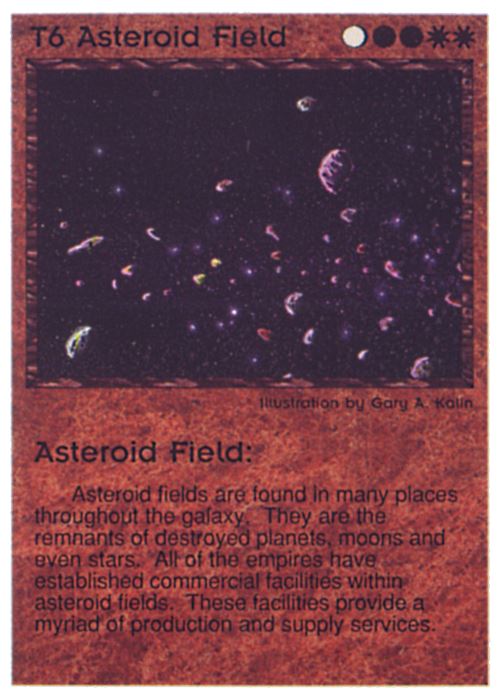 T6 Asteroid Field
Illustration by Gary A. Kalin
Asteroid Field:
Asteroid fields are found in many places
throughout the galaxy. They are the
remnants of destroyed planets, moons and
even stars. All of the empires have
established commercial facilities within
asteroid fields. These facilities provide a
myriad of production and supply services.